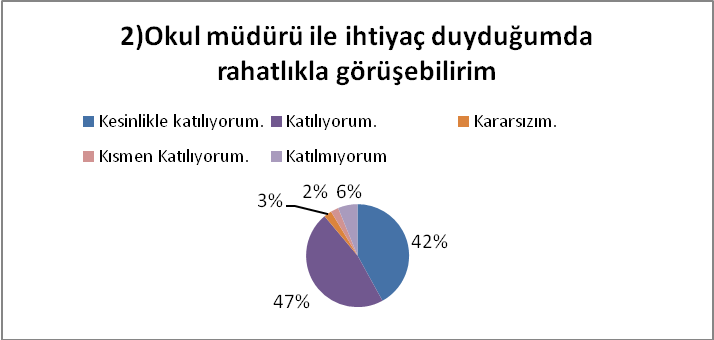 2)Okul müdürü ile ihtiyaç duyduğumda
rahatlıkla görüşebilirim
Kesinlikle katılıyorum. Katılıyorum. Kararsızım.
Kısmen Katılıyorum. Katılmıyorum
3% 2% 6%
42%
47%